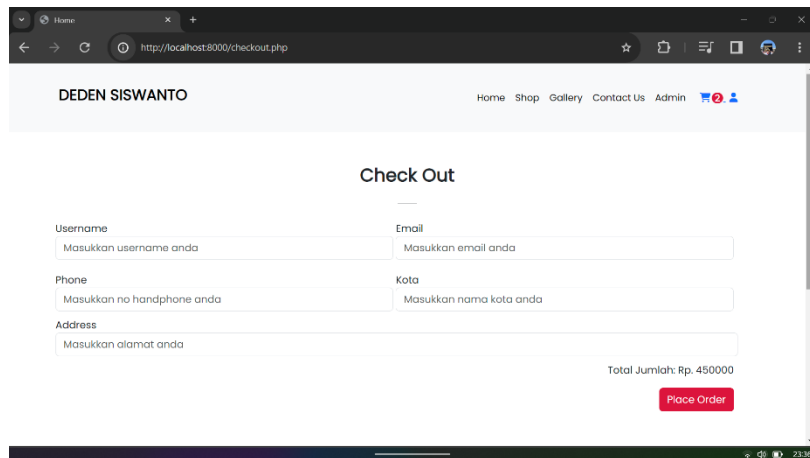 Home
http://localhost:8000/checkout.php
DEDEN SISWANTO
Home Shop Gallery Contact Us Admin 2
Check Out
Username Email
Masukkan username anda Masukkan email anda
Phone Kota
Masukkan no handphone anda Masukkan nama kota anda
Address
Masukkan alamat anda
Total Jumlah: Rp. 450000
Place Order